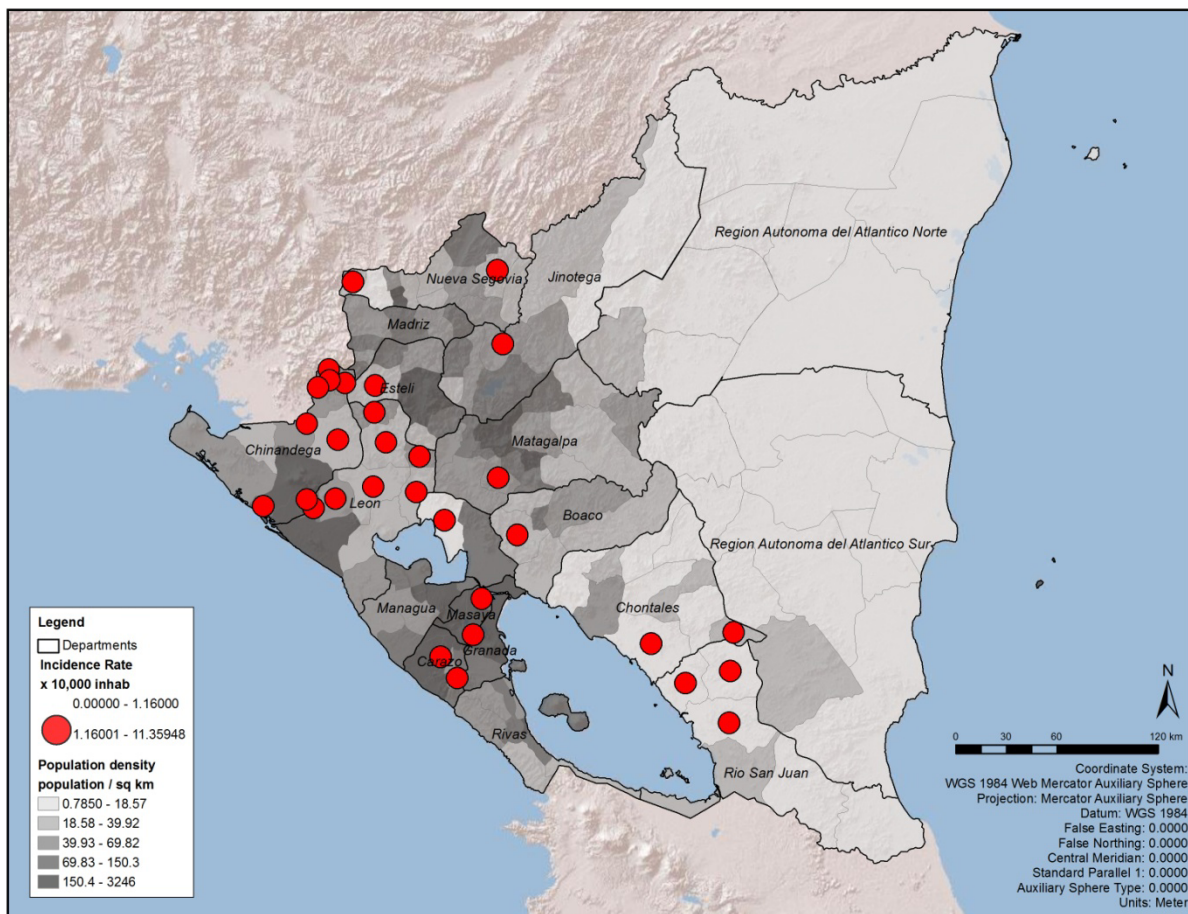 Region Autonoma del Atlantico Norte
Nueva Segovia
Jinotega
Madriz
Esteli
Matagalpa
Chinandega
Leon
Boaco
Region Autonoma del Atlantico Sur
Chontales
Managua
Masaya
Granada
Carazo
Rivas
Rio San Juan
Legend
Departments
Incidence Rate
x 10,000 inhab
0.00000 - 1.16000
1.16001 - 11.35948
Population density
population / sq km
0.7850 - 18.57
18.58 - 39.92
39.93 - 69.82
69.83 - 150.3
150.4 - 3246
N
0 30 60 120 km
Coordinate System:
WGS 1984 Web Mercator Auxiliary Sphere
Projection: Mercator Auxiliary Sphere
Datum: WGS 1984
False Easting: 0.0000
False Northing: 0.0000
Central Meridian: 0.0000
Standard Parallel 1: 0.0000
Auxiliary Sphere Type: 0.0000
Units: Meter